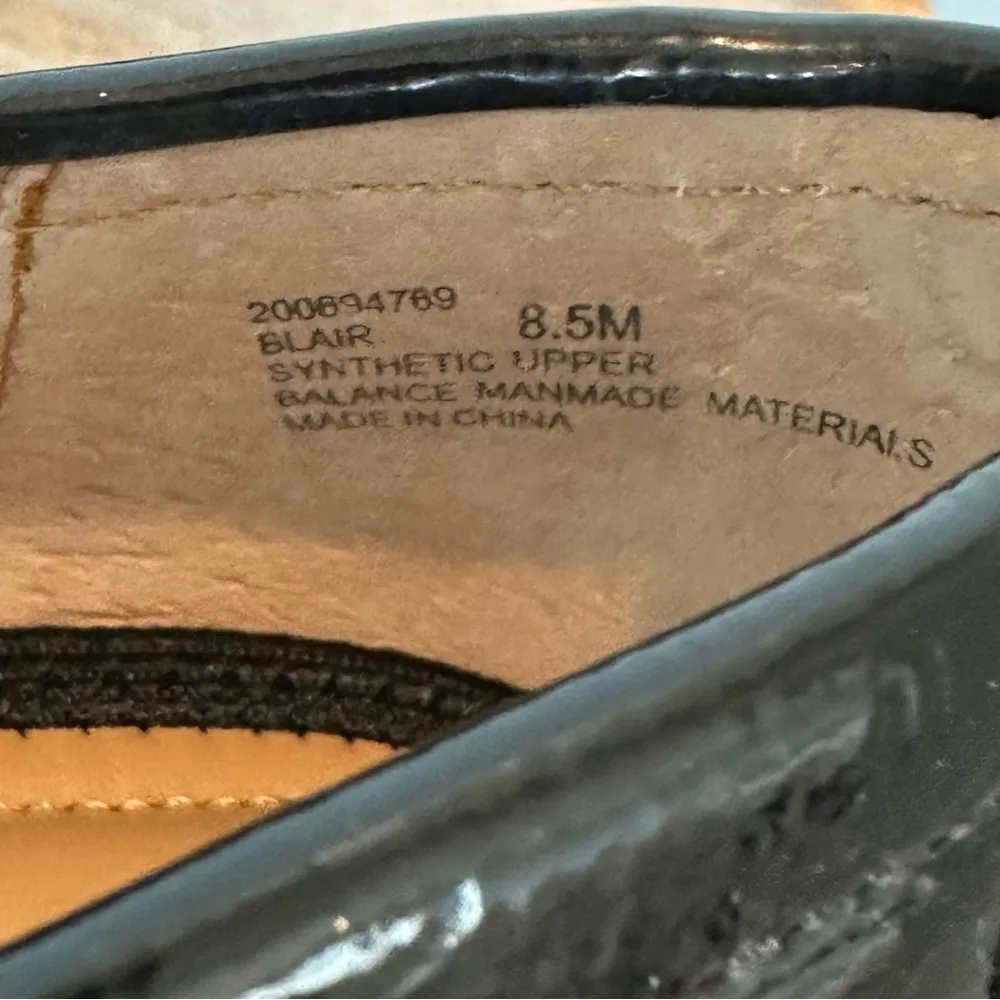 200694769
BLAIR 8.5M
SYNTHETIC UPPER
BALANCE MANMADE MATERIALS
MADE IN CHINA